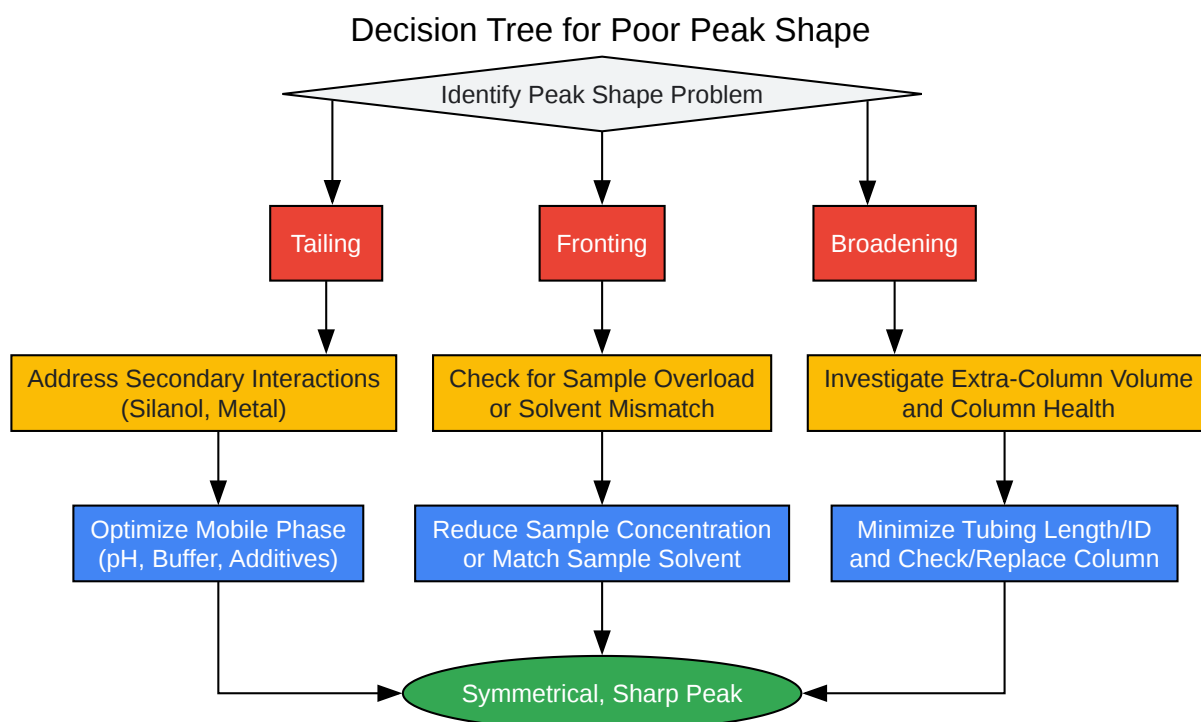 Decision Tree for Poor Peak Shape
Identify Peak Shape Problem
Tailing
Fronting
Broadening
Address Secondary Interactions
(Silanol, Metal)
Check for Sample Overload
or Solvent Mismatch
Investigate Extra-Column Volume
and Column Health
Optimize Mobile Phase
(pH, Buffer, Additives)
Reduce Sample Concentration
or Match Sample Solvent
Minimize Tubing Length/ID
and Check/Replace Column
Symmetrical, Sharp Peak